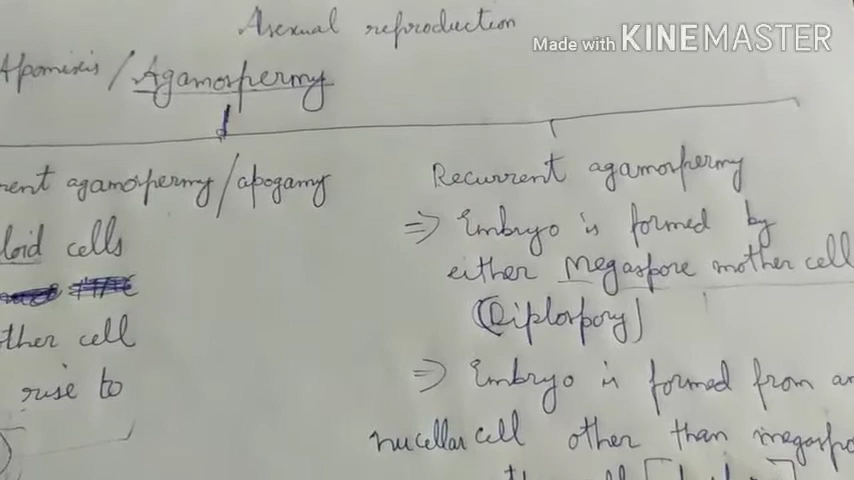 Asexual reproduction
Made with KINEMASTER
Apomixis / Agamospermy
rent agamospermy / apogamy
loid cells
ther cell
rise to
Recurrent agamospermy
⇒ Embryo is formed by
either Megaspore mother cell
(Diplospory)
⇒ Embryo is formed from an
nucellar cell other than megaspo